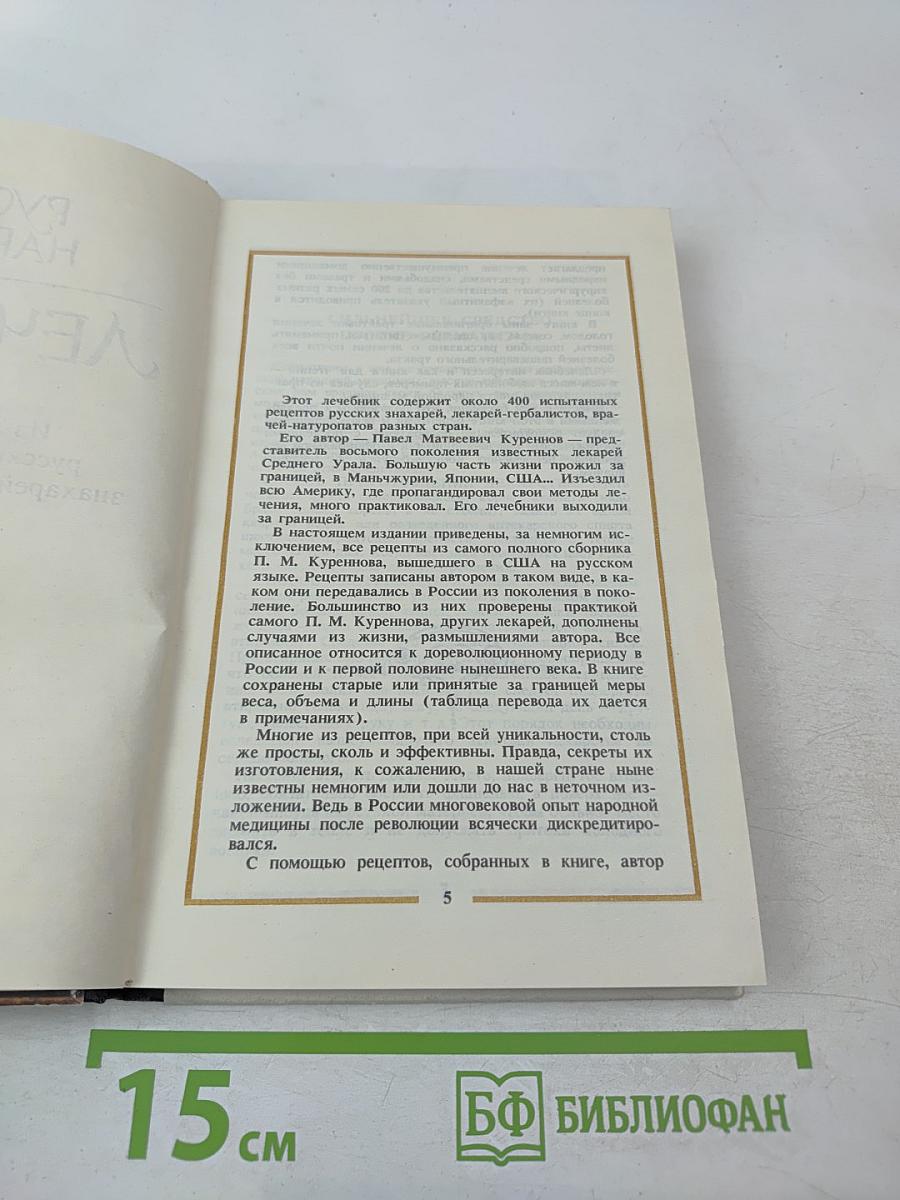 Этот лечебник содержит около 400 испытанных
рецептов русских знахарей, лекарей-гербалистов, вра-
чей-натуропатов разных стран.
Его автор — Павел Матвеевич Куреннов — пред-
ставитель восьмого поколения известных лекарей
Среднего Урала. Большую часть жизни прожил за
границей, в Маньчжурии, Японии, США... Изъездил
всю Америку, где пропагандировал свои методы ле-
чения, много практиковал. Его лечебники выходили
за границей.
В настоящем издании приведены, за немногим ис-
ключением, все рецепты из самого полного сборника
П. М. Куреннова, вышедшего в США на русском
языке. Рецепты записаны автором в таком виде, в ка-
ком они передавались в России из поколения в поко-
ление. Большинство из них проверены практикой
самого П. М. Куреннова, других лекарей, дополнены
случаями из жизни, размышлениями автора. Все
описанное относится к дореволюционному периоду в
России и к первой половине нынешнего века. В книге
сохранены старые или принятые за границей меры
веса, объема и длины (таблица перевода их дается
в примечаниях).
Многие из рецептов, при всей уникальности, столь
же просты, сколь и эффективны. Правда, секреты их
изготовления, к сожалению, в нашей стране ныне
известны немногим или дошли до нас в неточном из-
ложении. Ведь в России многовековой опыт народной
медицины после революции всячески дискредитиро-
вался.
С помощью рецептов, собранных в книге, автор
5
15 см
БФ БИБЛИОФАН